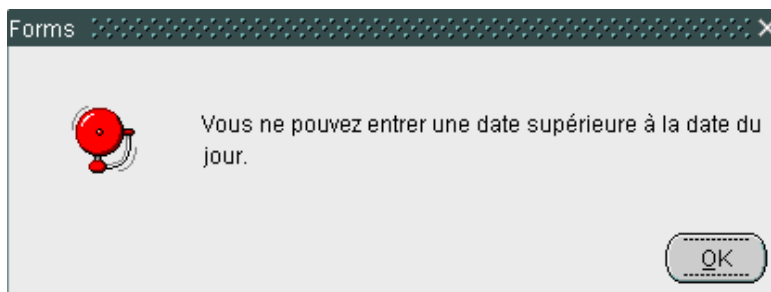 Forms
Vous ne pouvez entrer une date supérieure à la date du
jour.
OK